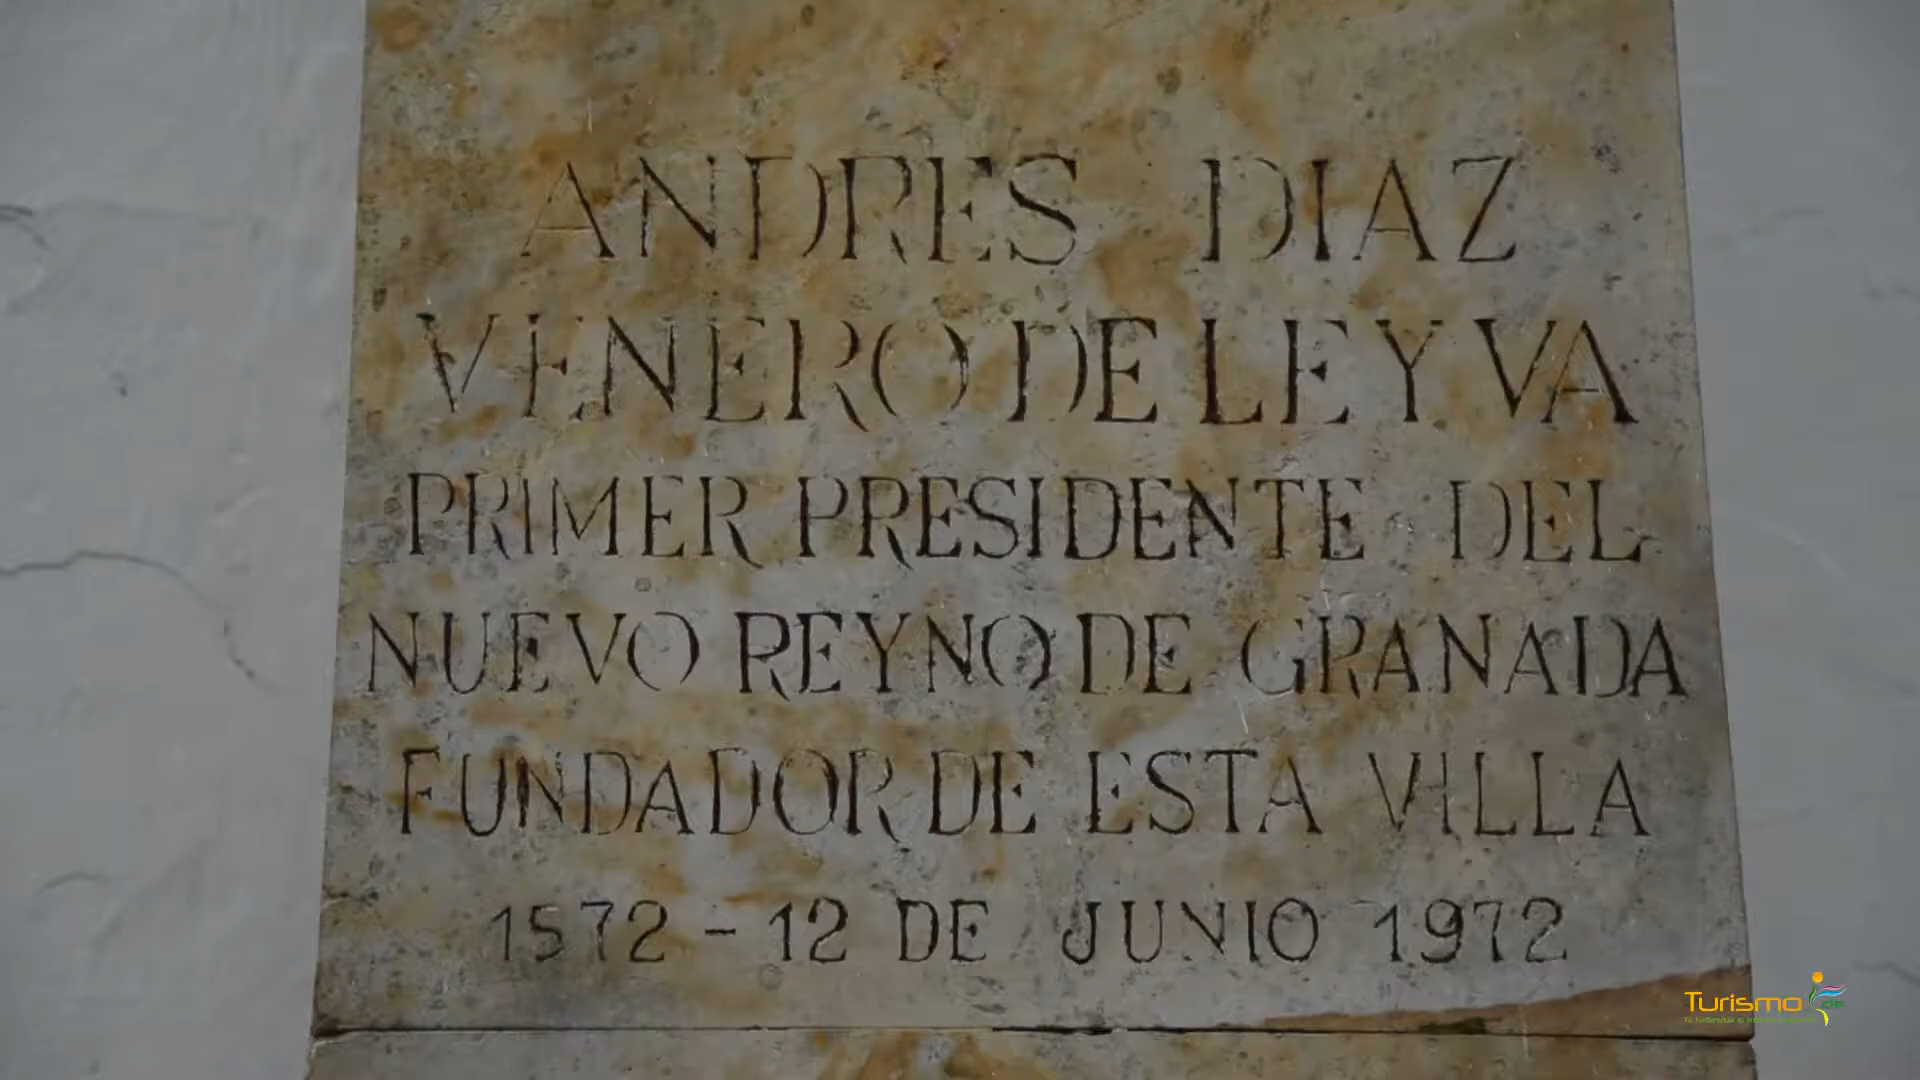 ANDRES DIAZ
VENERO DE LEYVA
PRIMER PRESIDENTE DEL
NUEVO REYNO DE GRANADA
FUNDADOR DE ESTA VILLA
1572 - 12 DE JUNIO 1972
Turismo